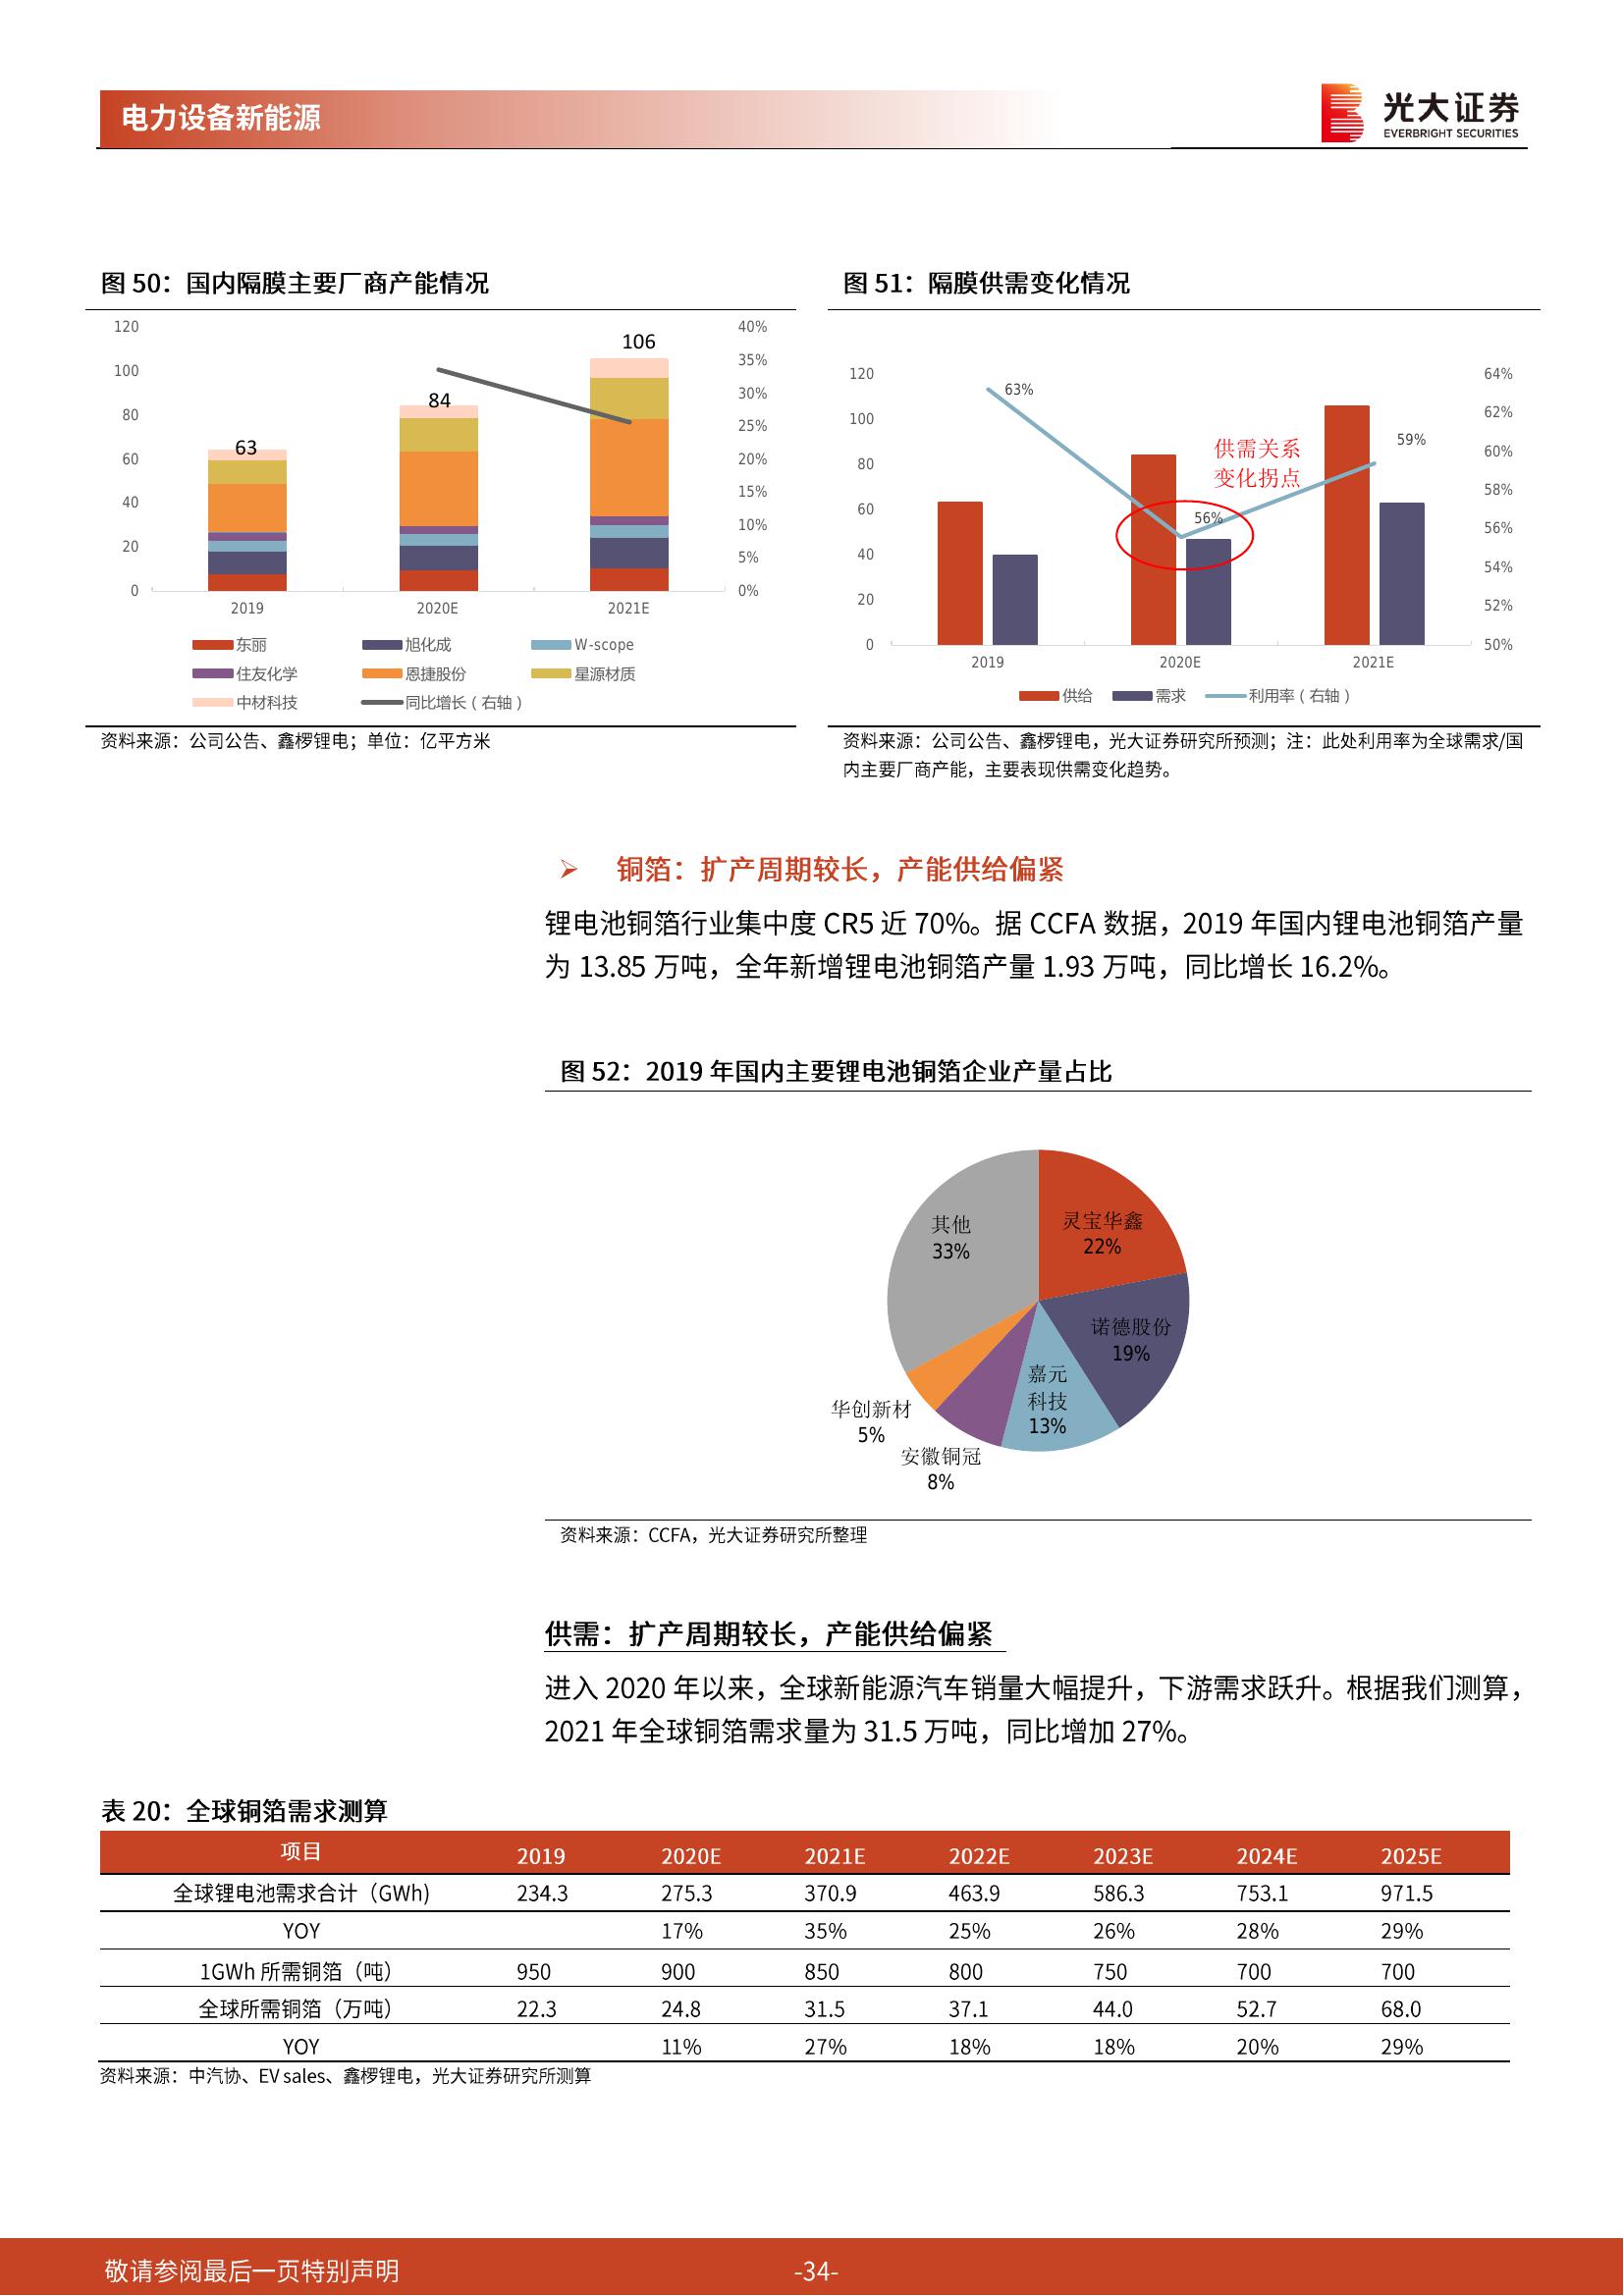 电力设备新能源
光大证券
EVERBRIGHT SECURITIES
图 50：国内隔膜主要厂商产能情况
120
100
80
60
40
20
0
40%
35%
30%
25%
20%
15%
10%
5%
0%
63
84
106
2019
2020E
2021E
东丽
旭化成
W-scope
住友化学
恩捷股份
星源材质
中材科技
同比增长（右轴）
资料来源：公司公告、鑫椤锂电；单位：亿平方米
图 51：隔膜供需变化情况
120
100
80
60
40
20
0
64%
62%
60%
58%
56%
54%
52%
50%
63%
56%
59%
供需关系
变化拐点
2019
2020E
2021E
供给
需求
利用率（右轴）
资料来源：公司公告、鑫椤锂电，光大证券研究所预测；注：此处利用率为全球需求/国
内主要厂商产能，主要表现供需变化趋势。
➢ 铜箔：扩产周期较长，产能供给偏紧
锂电池铜箔行业集中度 CR5 近 70%。据 CCFA 数据，2019 年国内锂电池铜箔产量
为 13.85 万吨，全年新增锂电池铜箔产量 1.93 万吨，同比增长 16.2%。
图 52：2019 年国内主要锂电池铜箔企业产量占比
灵宝华鑫
22%
诺德股份
19%
嘉元
科技
13%
安徽铜冠
8%
华创新材
5%
其他
33%
资料来源：CCFA，光大证券研究所整理
供需：扩产周期较长，产能供给偏紧
进入 2020 年以来，全球新能源汽车销量大幅提升，下游需求跃升。根据我们测算，
2021 年全球铜箔需求量为 31.5 万吨，同比增加 27%。
表 20：全球铜箔需求测算
项目 2019 2020E 2021E 2022E 2023E 2024E 2025E
全球锂电池需求合计（GWh) 234.3 275.3 370.9 463.9 586.3 753.1 971.5
YOY 17% 35% 25% 26% 28% 29%
1GWh 所需铜箔（吨） 950 900 850 800 750 700 700
全球所需铜箔（万吨） 22.3 24.8 31.5 37.1 44.0 52.7 68.0
YOY 11% 27% 18% 18% 20% 29%
资料来源：中汽协、EV sales、鑫椤锂电，光大证券研究所测算
敬请参阅最后一页特别声明
-34-